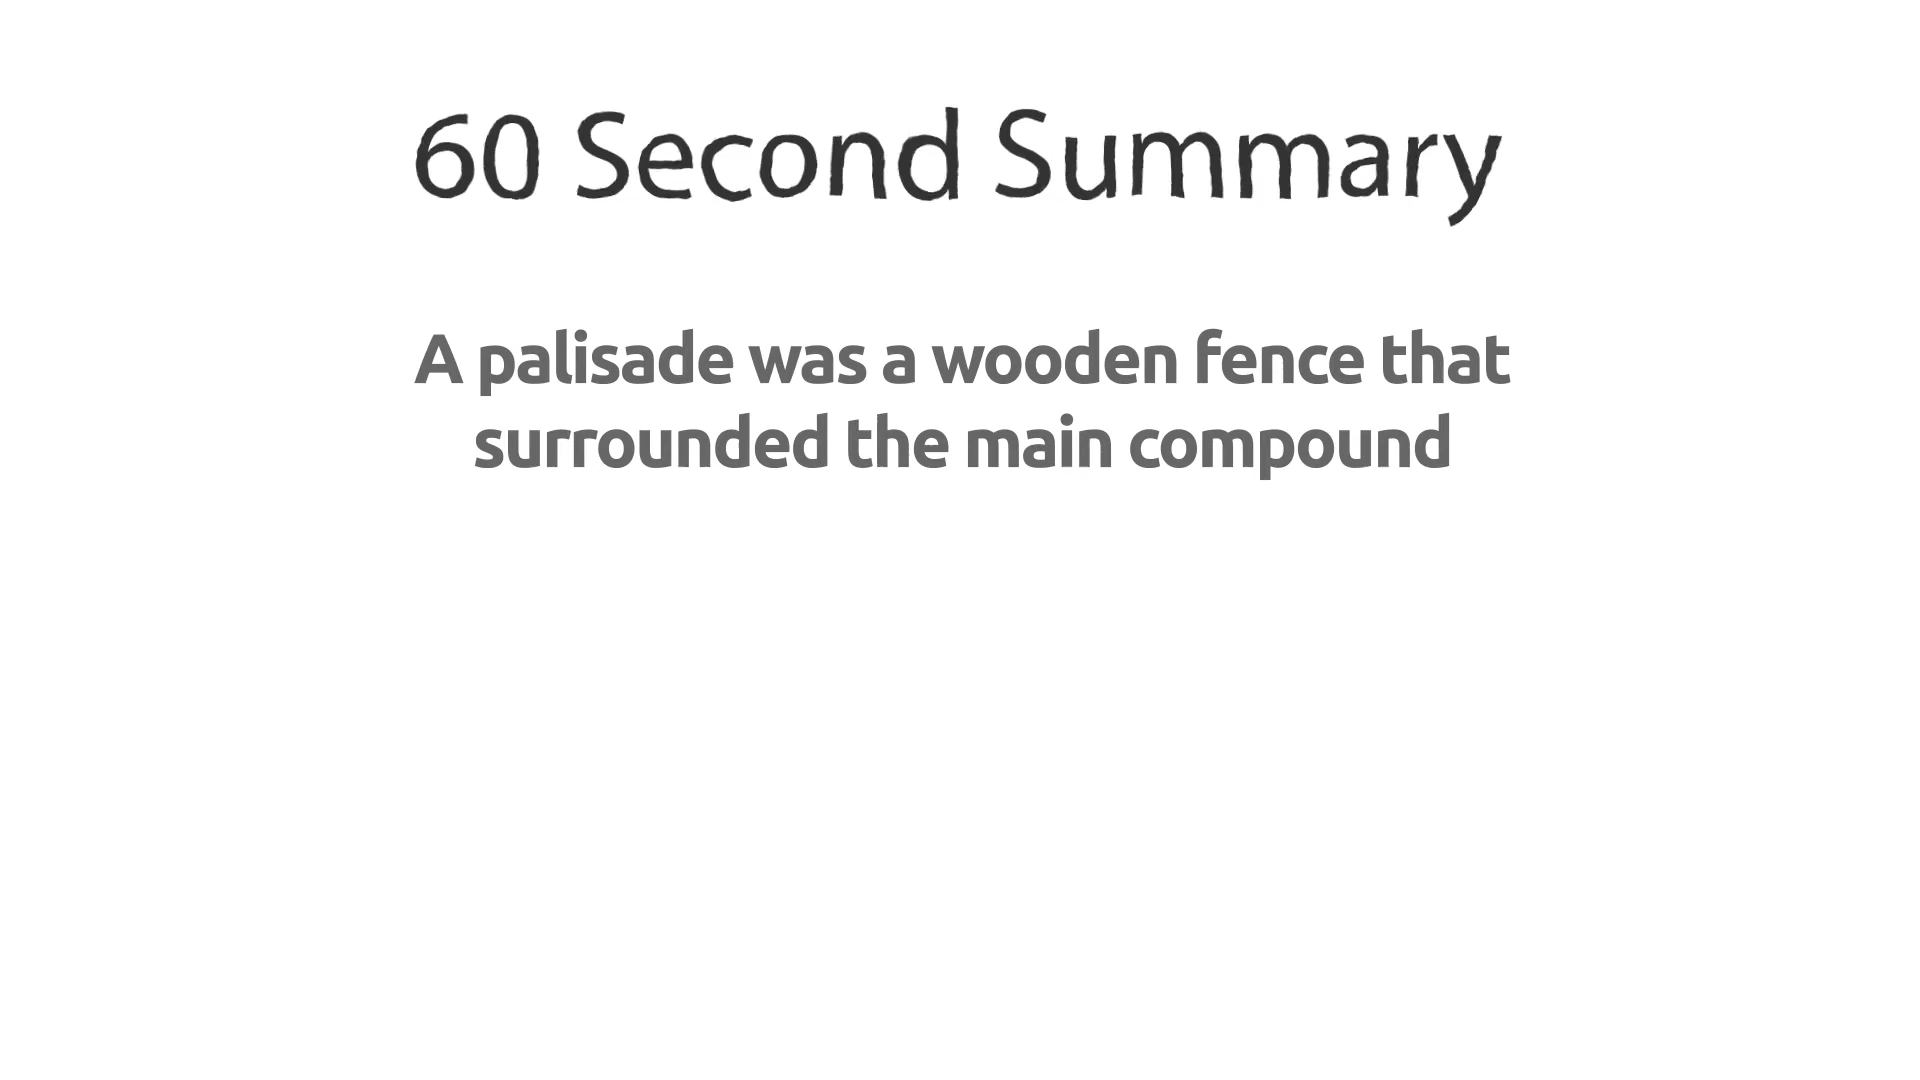 60 Second Summary
A palisade was a wooden fence that
surrounded the main compound